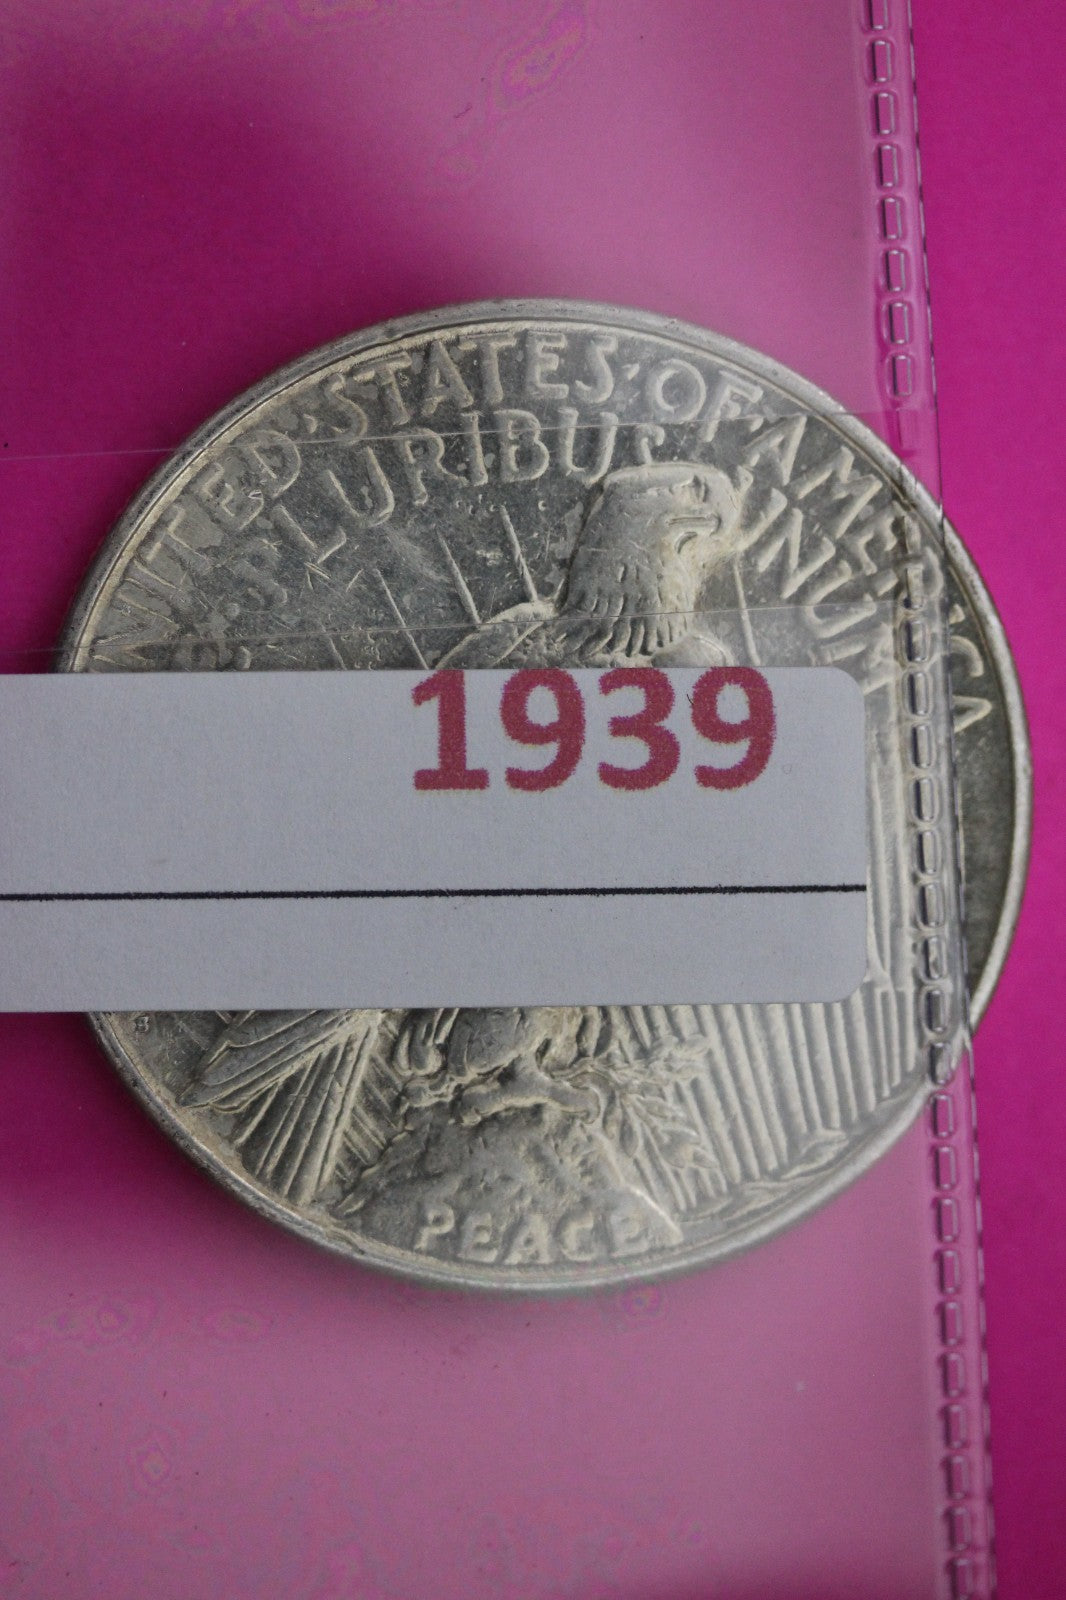 UNITED·STATES·OF·AMERICA
E PLURIBUS UNUM
1939
PEACE
S